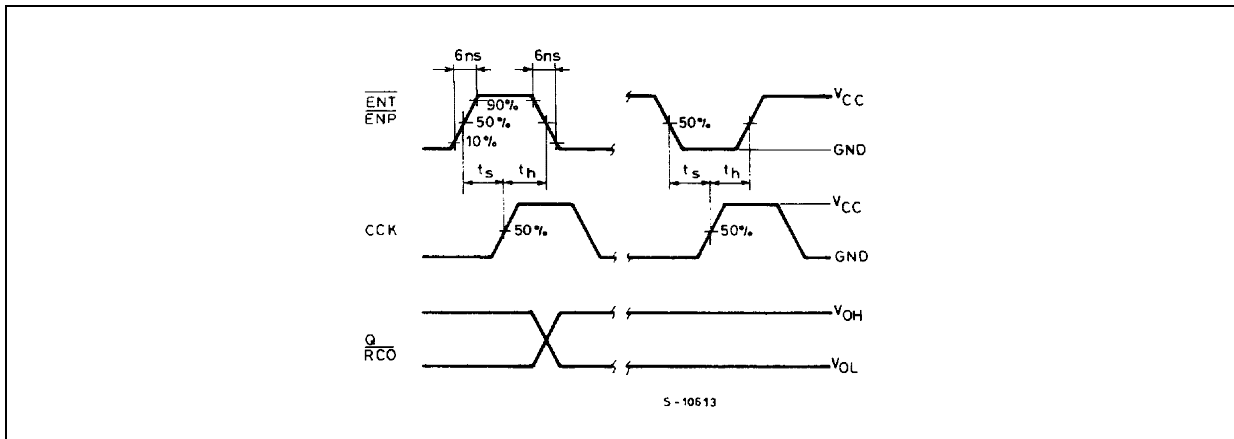 6ns 6ns
ENT
ENP
90%
50%
10%
50%
VCC
GND
ts th ts th
CCK
50%
50%
VCC
GND
Q
RCO
VOH
VOL
S-10613